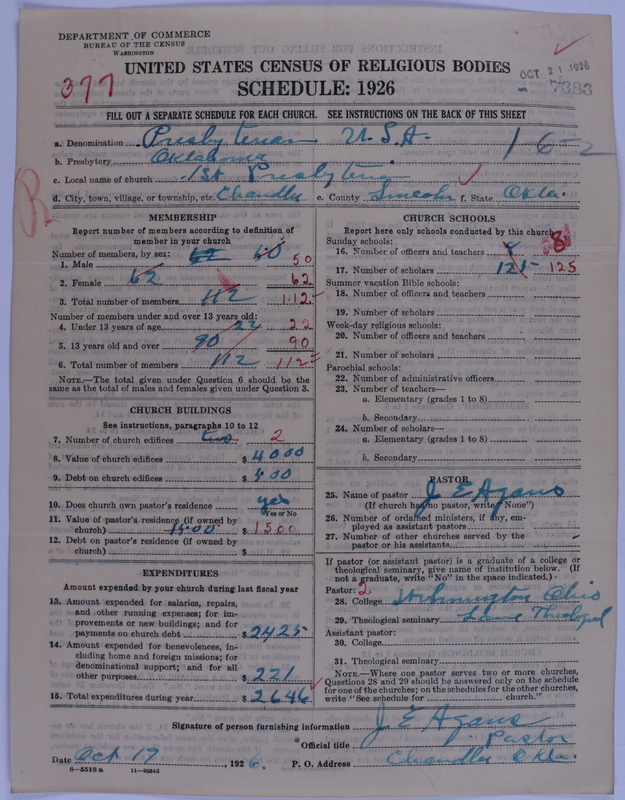 DEPARTMENT OF COMMERCE
BUREAU OF THE CENSUS
WASHINGTON
377
UNITED STATES CENSUS OF RELIGIOUS BODIES
OCT 21 1926
SCHEDULE: 1926
7383
FILL OUT A SEPARATE SCHEDULE FOR EACH CHURCH. SEE INSTRUCTIONS ON THE BACK OF THIS SHEET
a. Denomination Presbyterian U.S.A. 1-6-2
b. Presbytery Oklahoma
c. Local name of church 1st Presbyterian
d. City, town, village, or township, etc. Chandler e. County Lincoln f. State Okla.
R
MEMBERSHIP
Report number of members according to definition of member in your church
Number of members, by sex:
1. Male 62 60 50
2. Female 62 62
3. Total number of members 112 112
Number of members under and over 13 years old:
4. Under 13 years of age 22 22
5. 13 years old and over 90 90
6. Total number of members 112 112
NOTE.—The total given under Question 6 should be the same as the total of males and females given under Question 3.
CHURCH BUILDINGS
See instructions, paragraphs 10 to 12
7. Number of church edifices two 2
8. Value of church edifices $ 4000
9. Debt on church edifices $ 500
10. Does church own pastor's residence yes
Yes or No
11. Value of pastor's residence (if owned by church) 1500 $ 1500
12. Debt on pastor's residence (if owned by church) $
EXPENDITURES
Amount expended by your church during last fiscal year
13. Amount expended for salaries, repairs, and other running expenses; for improvements or new buildings; and for payments on church debt $ 2425
14. Amount expended for benevolences, including home and foreign missions; for denominational support; and for all other purposes $ 221
15. Total expenditures during year $ 2646
CHURCH SCHOOLS
Report here only schools conducted by this church
Sunday schools:
16. Number of officers and teachers 8
17. Number of scholars 125 125
Summer vacation Bible schools:
18. Number of officers and teachers
19. Number of scholars
Week-day religious schools:
20. Number of officers and teachers
21. Number of scholars
Parochial schools:
22. Number of administrative officers
23. Number of teachers—
a. Elementary (grades 1 to 8)
b. Secondary
24. Number of scholars—
a. Elementary (grades 1 to 8)
b. Secondary
PASTOR
25. Name of pastor J E Agans
(If church has no pastor, write "None")
26. Number of ordained ministers, if any, employed as assistant pastors
27. Number of other churches served by the pastor or his assistants
If pastor (or assistant pastor) is a graduate of a college or theological seminary, give name of institution below. (If not a graduate, write "No" in the space indicated.)
Pastor: 2
28. College Ohio
29. Theological seminary
Assistant pastor:
30. College
31. Theological seminary
NOTE.—Where one pastor serves two or more churches, Questions 28 and 29 should be answered only on the schedule for one of the churches; on the schedules for the other churches, write "See schedule for ____ church."
Signature of person furnishing information J E Agans
Official title Pastor
Date Oct 19, 1926. P. O. Address Chandler Okla
8—5518 a 11—9084d